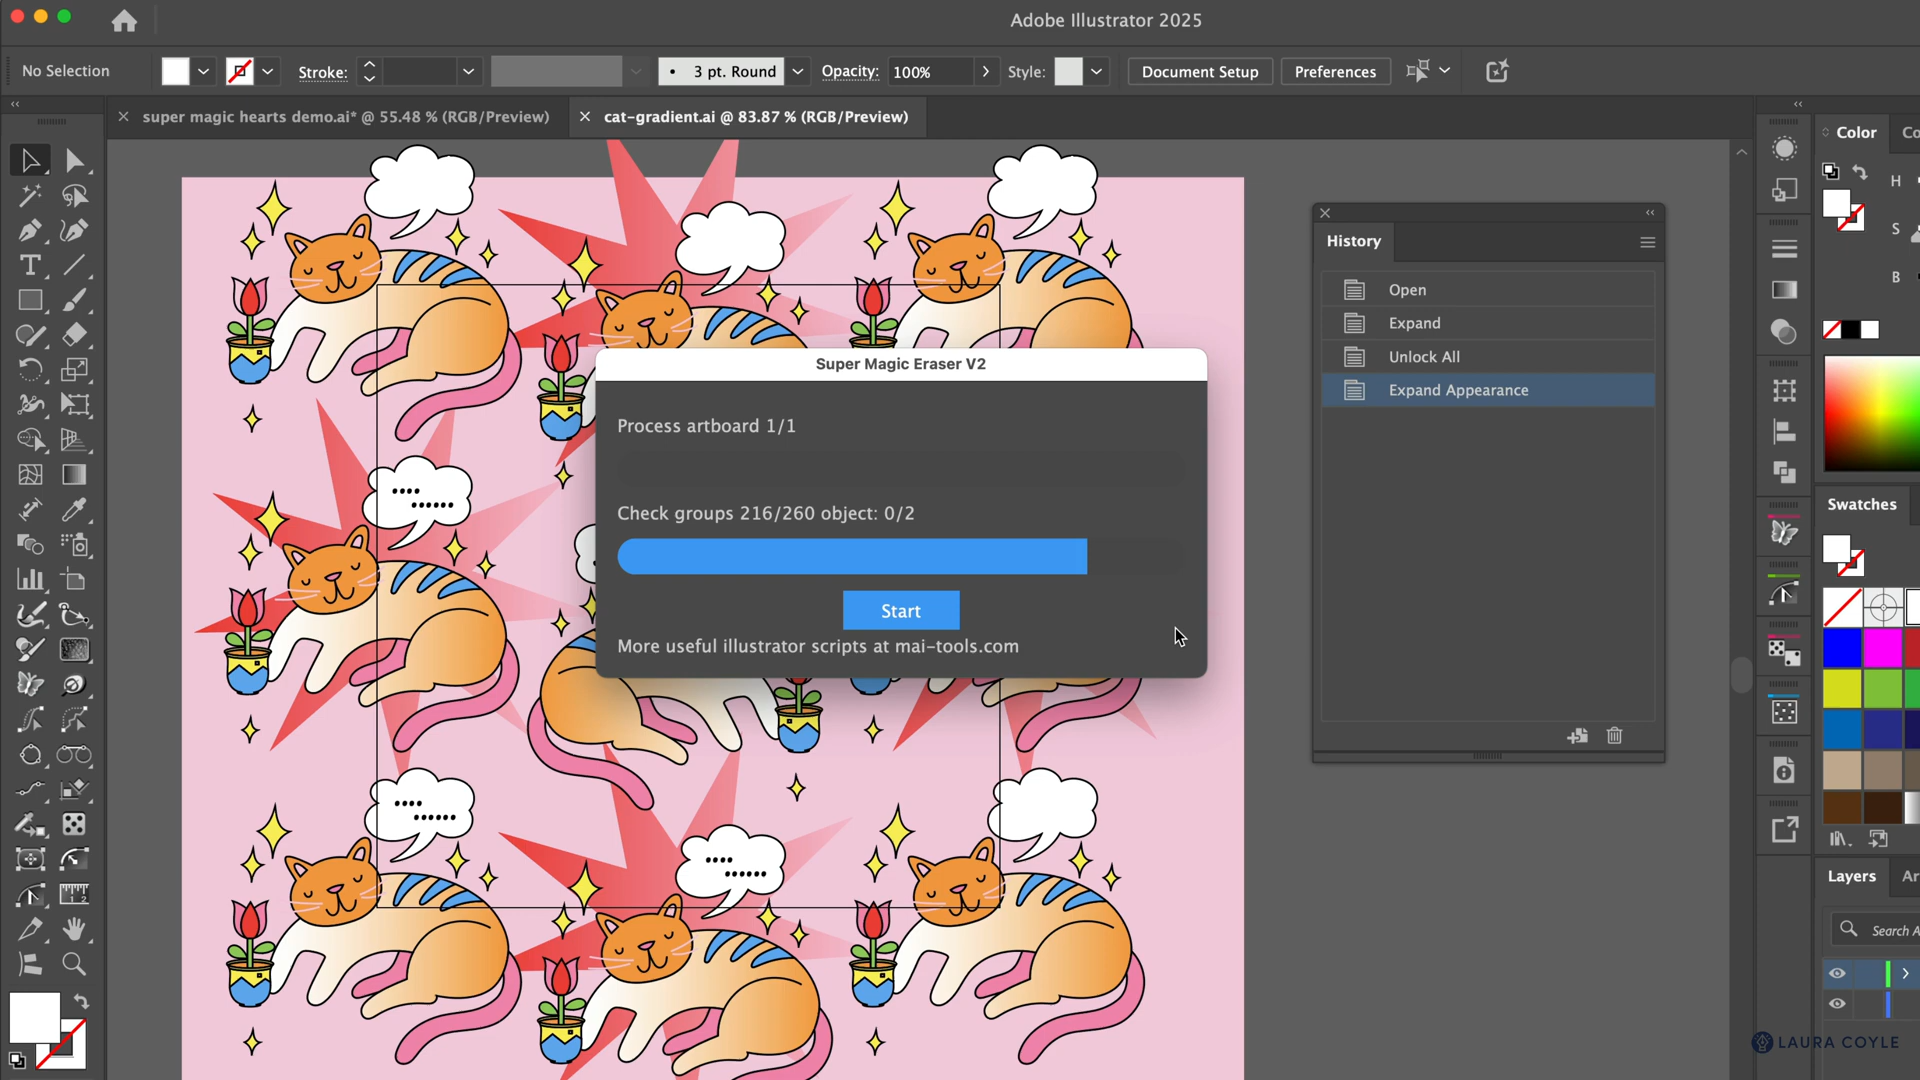 Adobe Illustrator 2025
No Selection
Stroke:
3 pt. Round
Opacity:
100%
Style:
Document Setup
Preferences
super magic hearts demo.ai* @ 55.48 % (RGB/Preview)
cat-gradient.ai @ 83.87 % (RGB/Preview)
Color
Co
H
S
B
History
Open
Expand
Unlock All
Expand Appearance
Super Magic Eraser V2
Process artboard 1/1
Check groups 216/260 object: 0/2
Start
More useful illustrator scripts at mai-tools.com
Swatches
Layers
Ar
Search A
LAURA COYLE